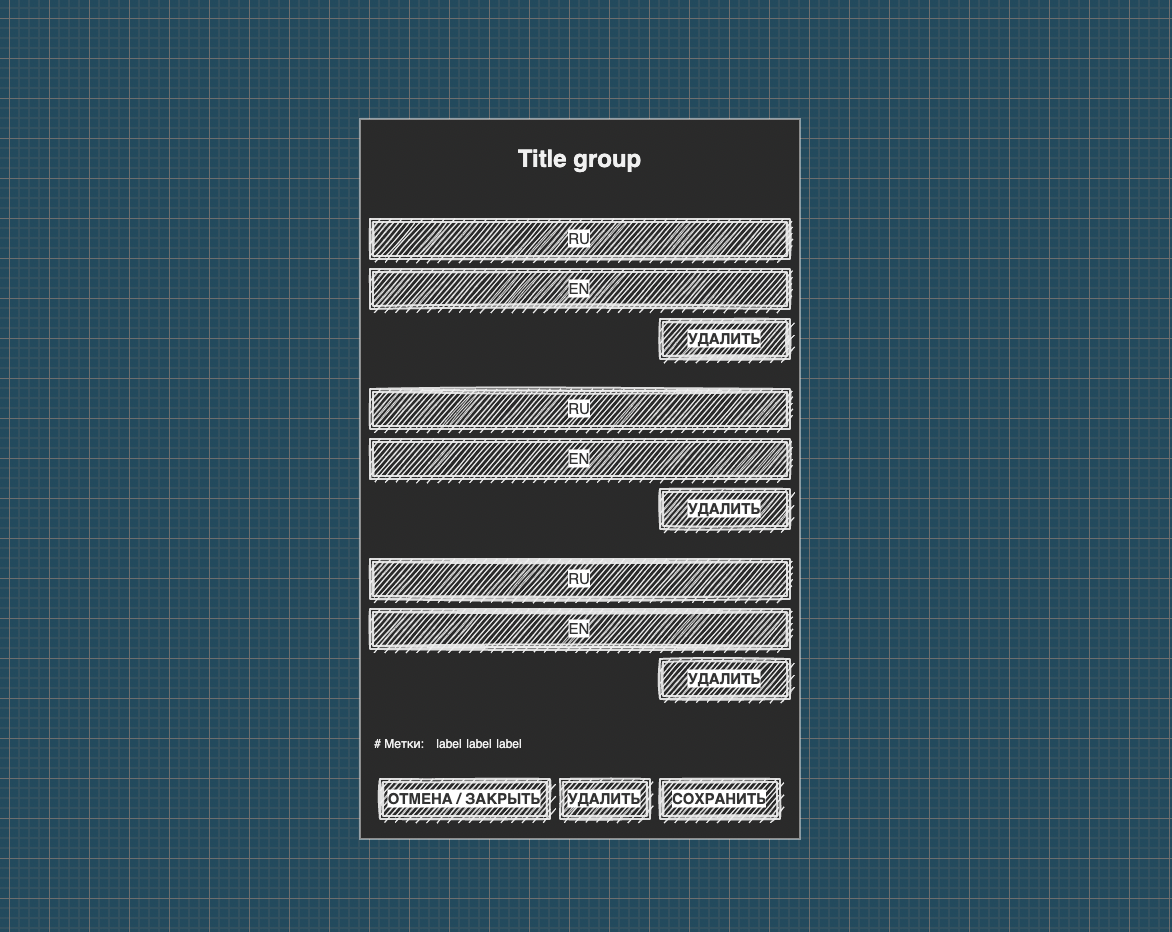 Title group
RU
EN
УДАЛИТЬ
RU
EN
УДАЛИТЬ
RU
EN
УДАЛИТЬ
# Метки: label label label
ОТМЕНА / ЗАКРЫТЬ УДАЛИТЬ СОХРАНИТЬ